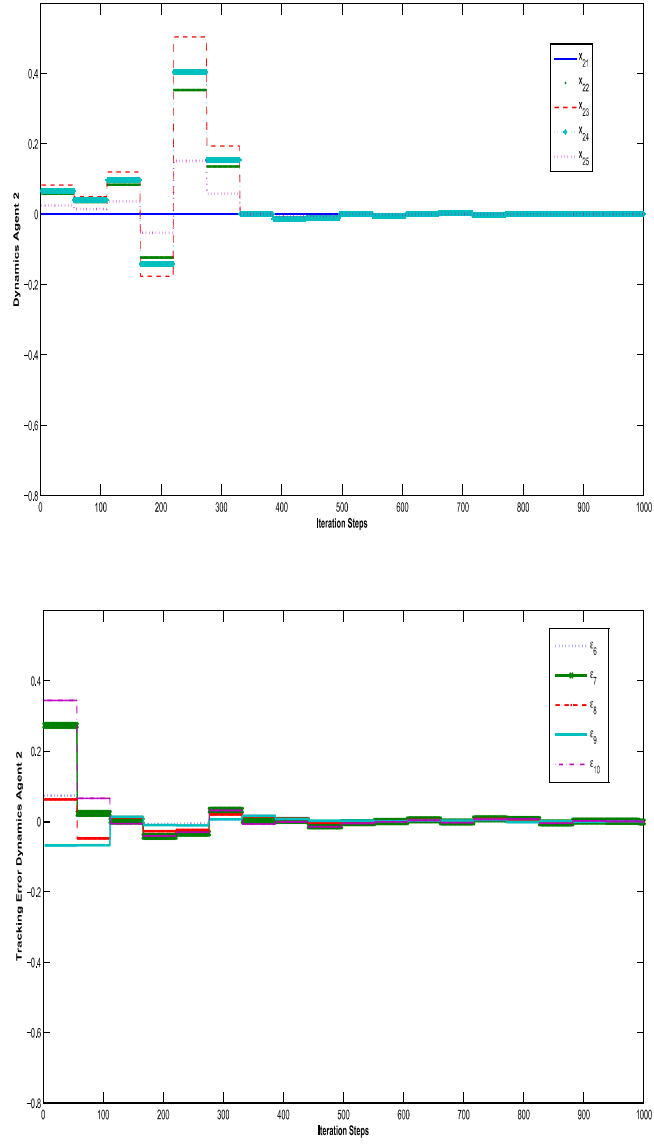 0.4
0.2
0
−0.2
−0.4
−0.6
−0.8
Dynamics Agent 2
x21
x22
x23
x24
x25
0 100 200 300 400 500 600 700 800 900 1000
Iteration Steps
0.4
0.2
0
−0.2
−0.4
−0.6
−0.8
Tracking Error Dynamics Agent 2
ε6
ε7
ε8
ε9
ε10
0 100 200 300 400 500 600 700 800 900 1000
Iteration Steps